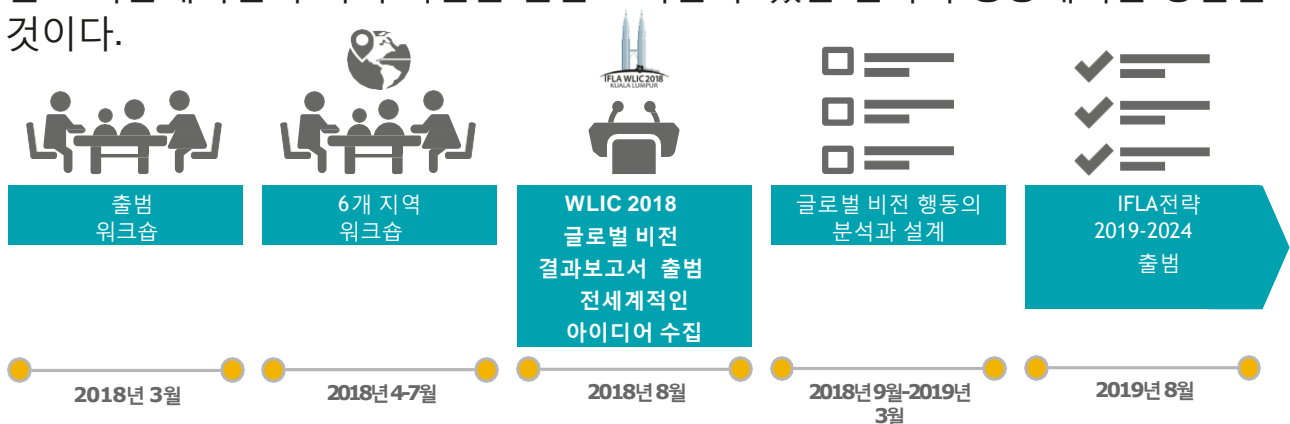 것이다.
IFLA WLIC 2018
KUALA LUMPUR
출범
워크숍
6개 지역
워크숍
WLIC 2018
글로벌 비전
결과보고서 출범
전세계적인
아이디어 수집
글로벌 비전 행동의
분석과 설계
IFLA전략
2019-2024
출범
2018년 3월
2018년 4-7월
2018년 8월
2018년 9월-2019년
3월
2019년 8월